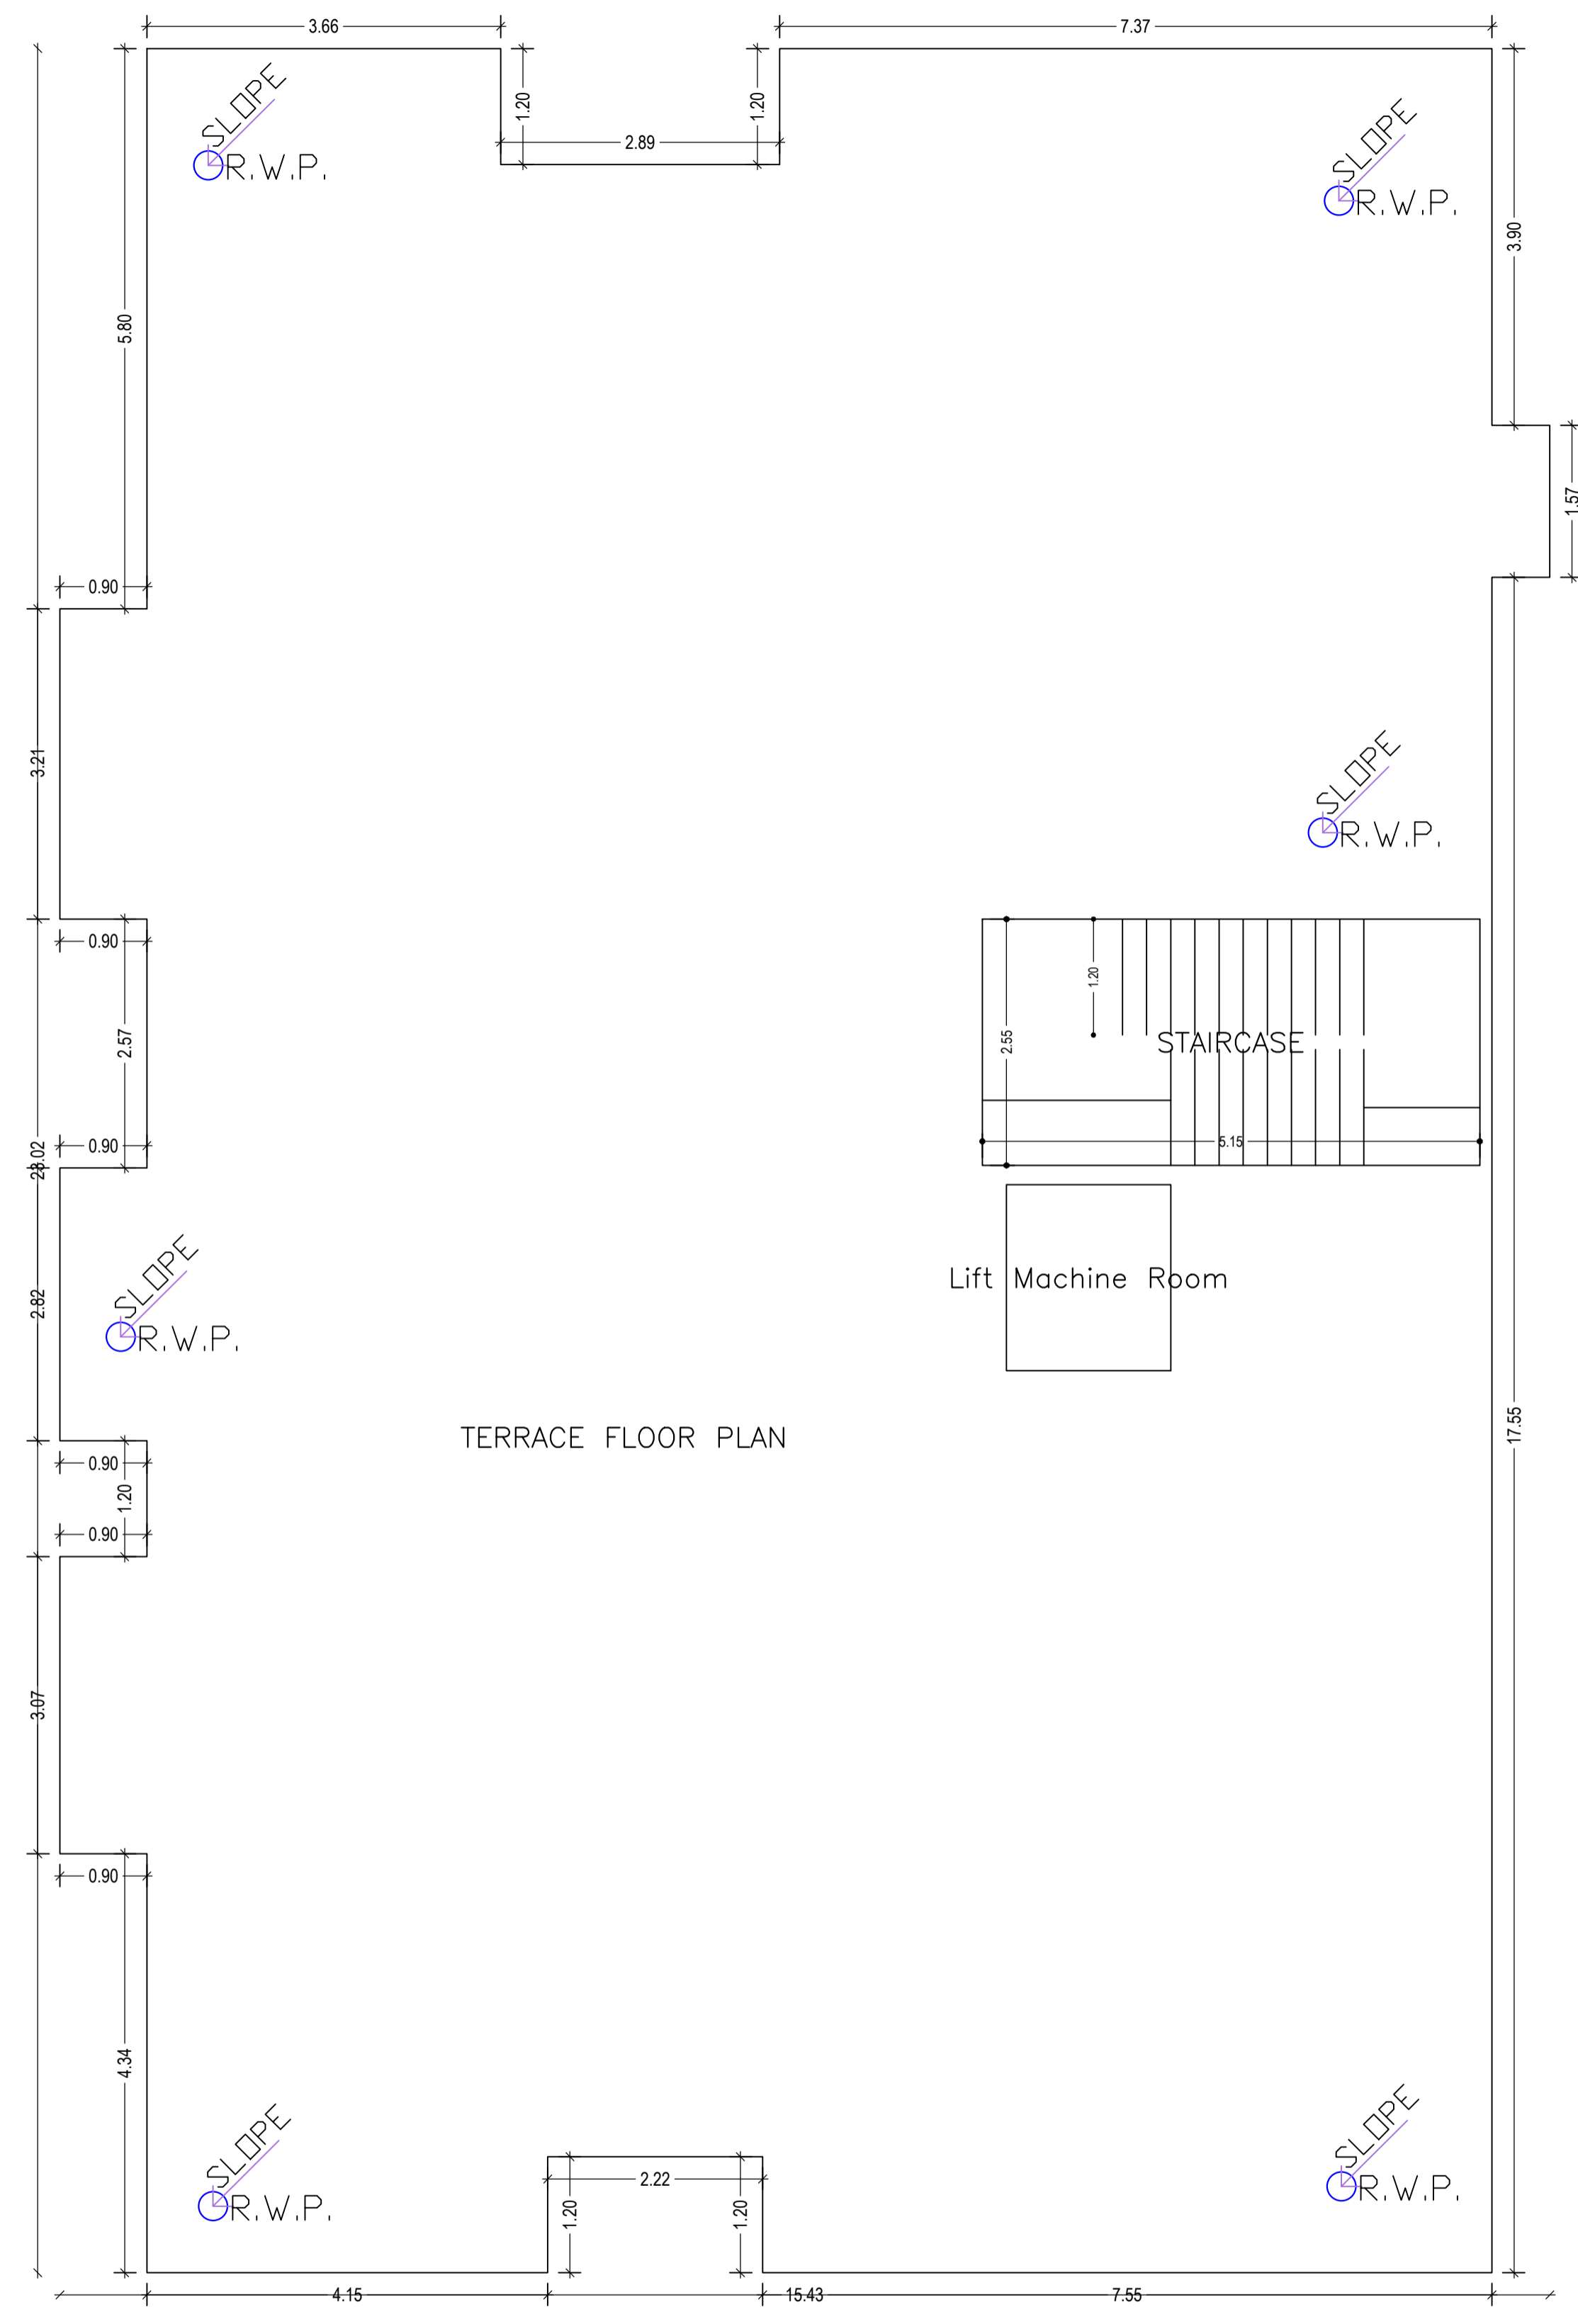 3.66
7.37
SLOPE
R.W.P.
1.20
1.20
2.89
SLOPE
R.W.P.
3.90
5.80
1.57
0.90
3.21
SLOPE
R.W.P.
0.90
1.20
2.57
2.55
STAIRCASE
5.15
0.90
23.02
SLOPE
R.W.P.
2.82
Lift Machine Room
TERRACE FLOOR PLAN
17.55
0.90
1.20
0.90
3.07
0.90
4.34
SLOPE
R.W.P.
2.22
1.20
1.20
SLOPE
R.W.P.
4.15
15.43
7.55